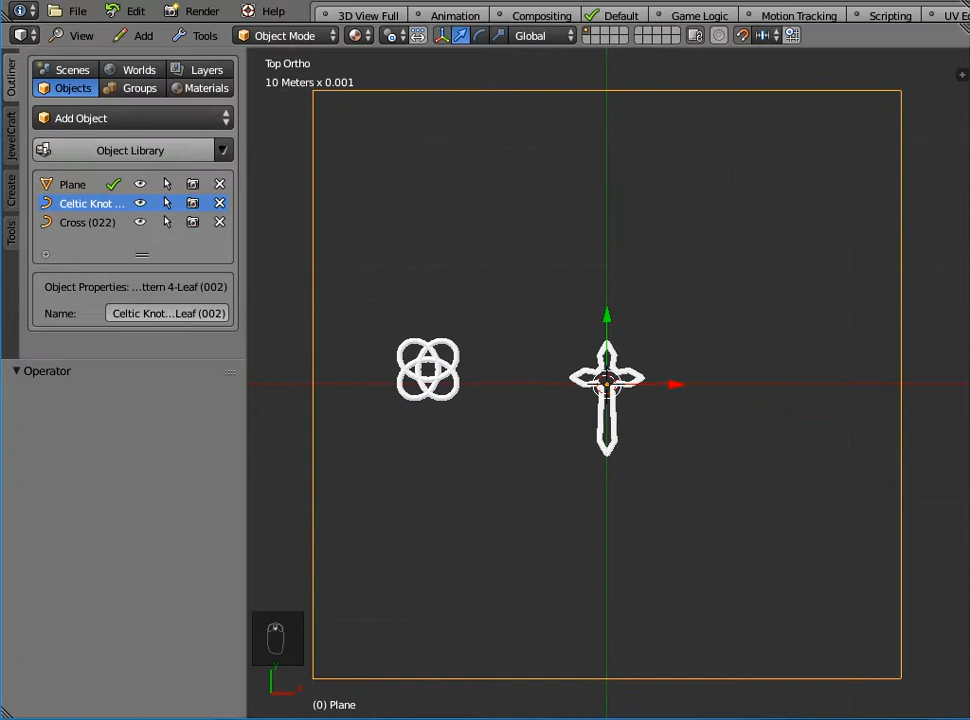 File Edit Render Help 3D View Full Animation Compositing Default Game Logic Motion Tracking Scripting UV Ed
View Add Tools Object Mode Global
Outliner
JewelCraft
Create
Tools
Scenes Worlds Layers
Objects Groups Materials
Add Object
Object Library
Plane
Celtic Knot ...
Cross (022)
Object Properties: ...ttern 4-Leaf (002)
Name: Celtic Knot...Leaf (002)
Operator
Top Ortho
10 Meters x 0.001
y
x
(0) Plane